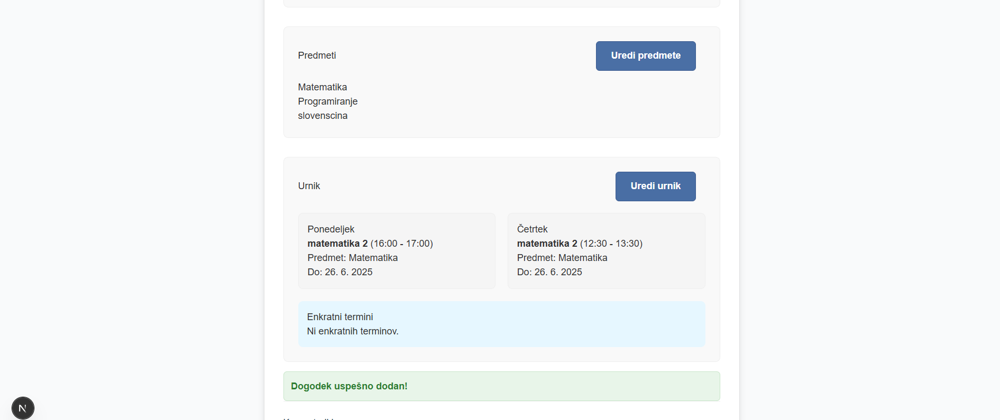 Predmeti
Uredi predmete
Matematika
Programiranje
slovenscina
Urnik
Uredi urnik
Ponedeljek
matematika 2 (16:00 - 17:00)
Predmet: Matematika
Do: 26. 6. 2025
Četrtek
matematika 2 (12:30 - 13:30)
Predmet: Matematika
Do: 26. 6. 2025
Enkratni termini
Ni enkratnih terminov.
Dogodek uspešno dodan!
N